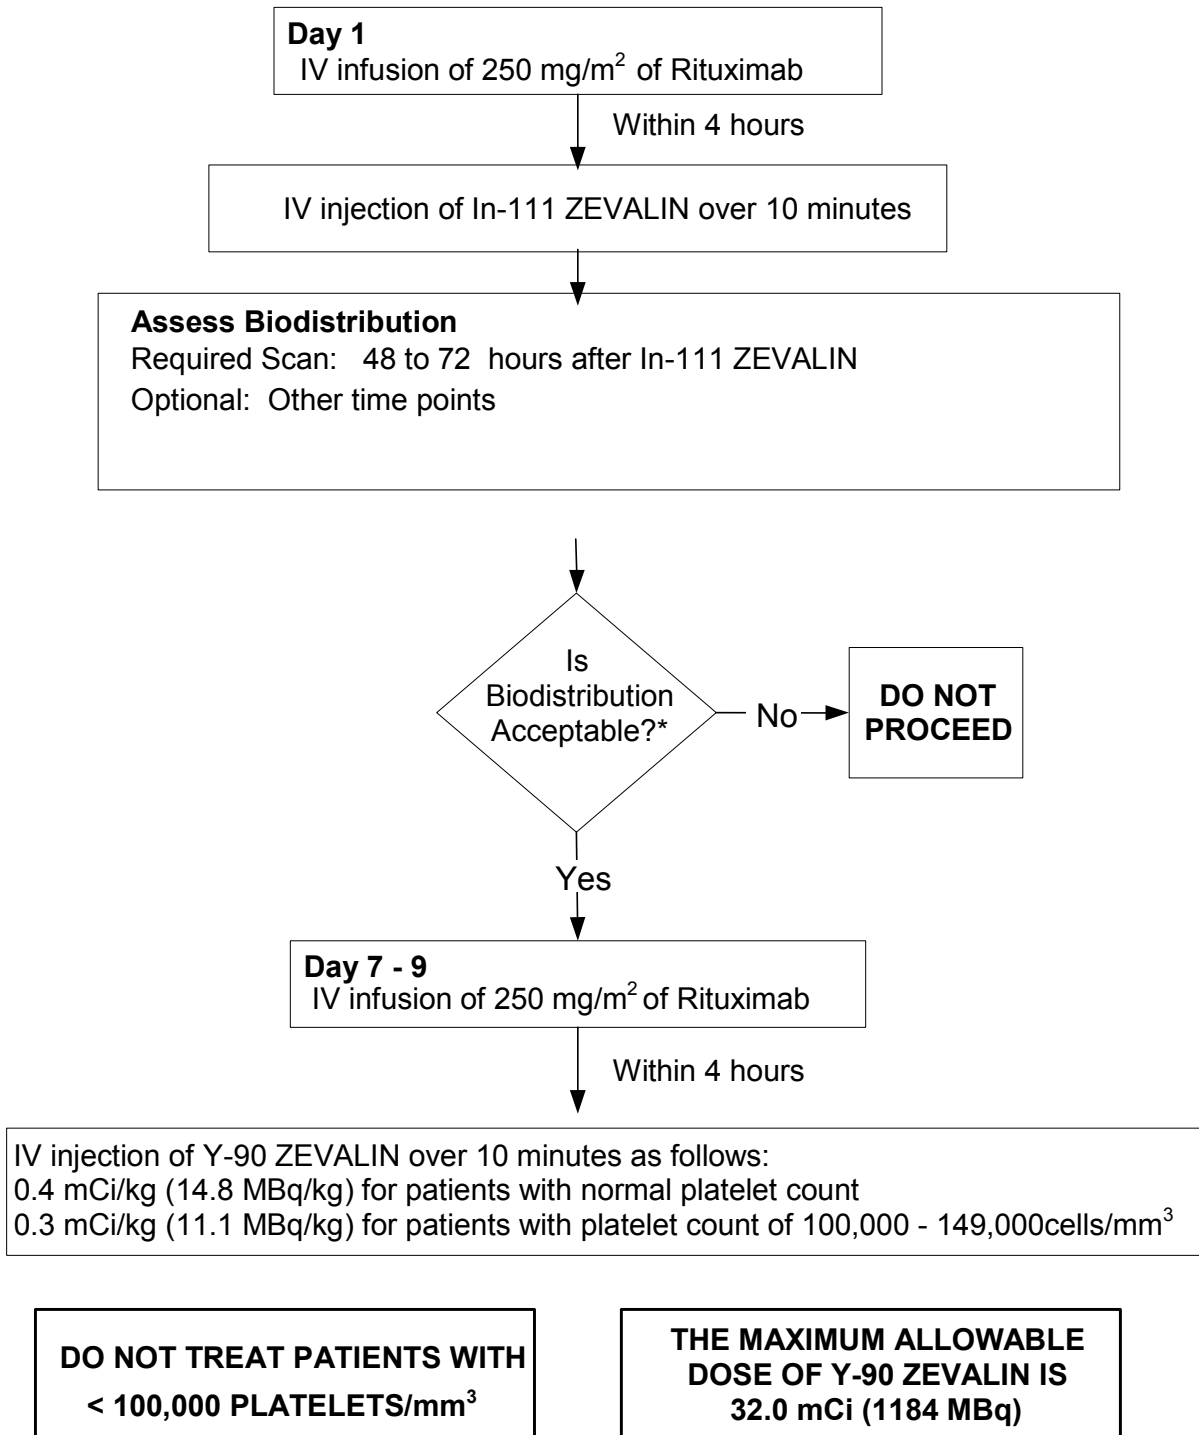 Day 1
IV infusion of 250 mg/m² of Rituximab
Within 4 hours
IV injection of In-111 ZEVALIN over 10 minutes
Assess Biodistribution
Required Scan: 48 to 72 hours after In-111 ZEVALIN
Optional: Other time points
Is
Biodistribution
Acceptable?*
No
DO NOT
PROCEED
Yes
Day 7 - 9
IV infusion of 250 mg/m² of Rituximab
Within 4 hours
IV injection of Y-90 ZEVALIN over 10 minutes as follows:
0.4 mCi/kg (14.8 MBq/kg) for patients with normal platelet count
0.3 mCi/kg (11.1 MBq/kg) for patients with platelet count of 100,000 - 149,000cells/mm³
DO NOT TREAT PATIENTS WITH
< 100,000 PLATELETS/mm³
THE MAXIMUM ALLOWABLE
DOSE OF Y-90 ZEVALIN IS
32.0 mCi (1184 MBq)